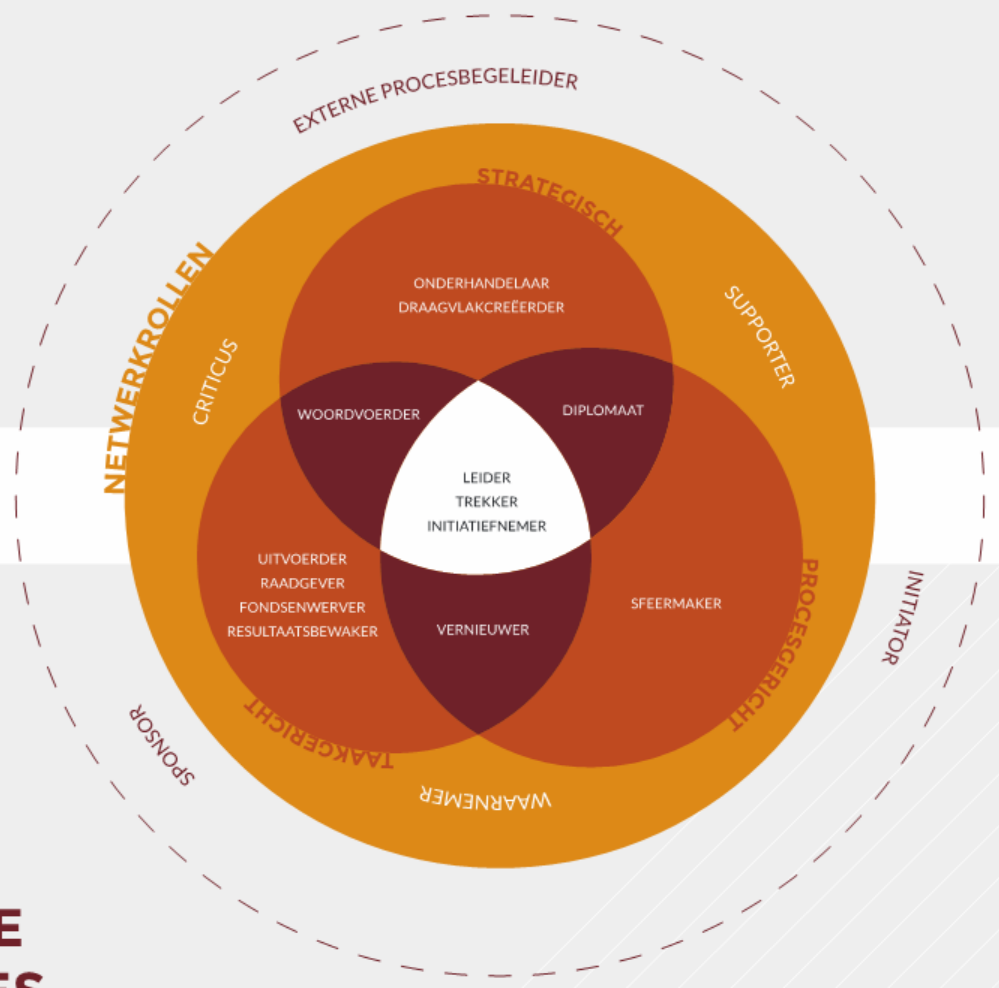 EXTERNE PROCESBEGELEIDER
STRATEGISCH
NETWERKROLLEN
ONDERHANDELAAR
DRAAGVLAKCREËERDER
SUPPORTER
CRITICUS
WOORDVOERDER
DIPLOMAAT
LEIDER
TREKKER
INITIATIEFNEMER
UITVOERDER
RAADGEVER
FONDSENWERVER
RESULTAATSBEWAKER
SFEERMAKER
VERNIEUWER
PROCESGERICHT
INITIATOR
TAAKGERICHT
SPONSOR
WAARNEMER
E
ES